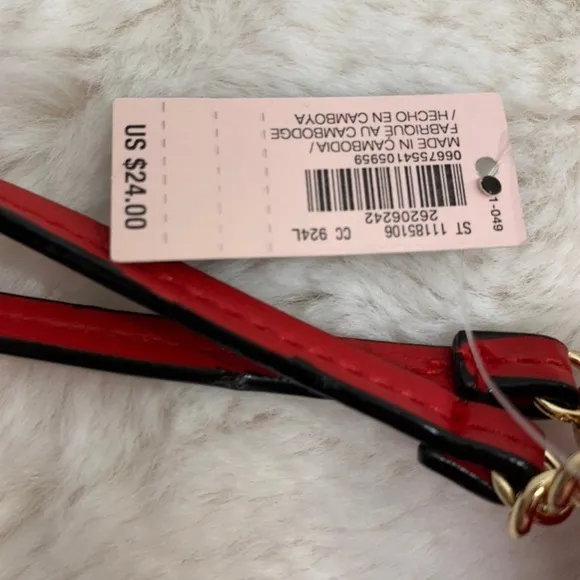 ST 11185106 CC 924L
26206242
0667554105959
MADE IN CAMBODIA/
FABRIQUÉ AU CAMBODGE
/ HECHO EN CAMBOYA
1-049
US $24.00